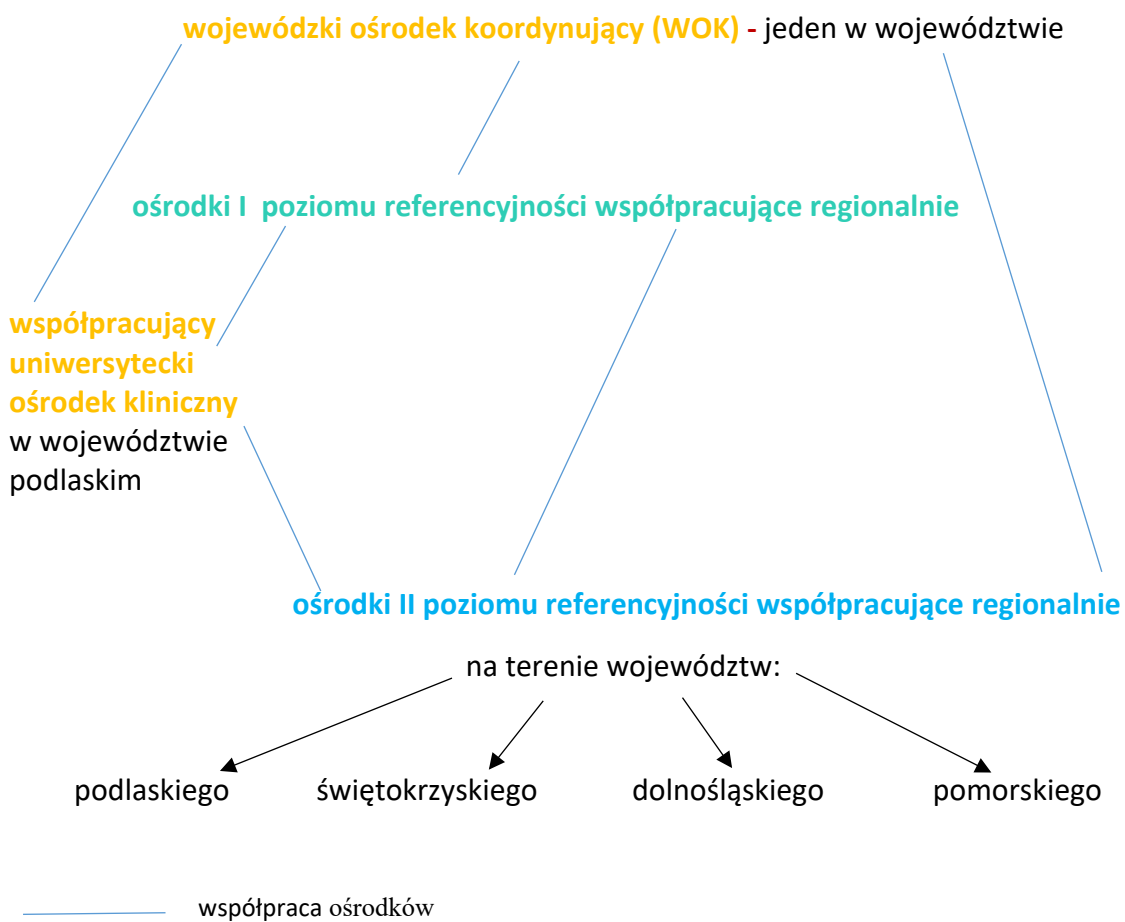 wojewódzki ośrodek koordynujący (WOK) - jeden w województwie
ośrodki I poziomu referencyjności współpracujące regionalnie
współpracujący
uniwersytecki
ośrodek kliniczny
w województwie
podlaskim
ośrodki II poziomu referencyjności współpracujące regionalnie
na terenie województw:
podlaskiego świętokrzyskiego dolnośląskiego pomorskiego
współpraca ośrodków